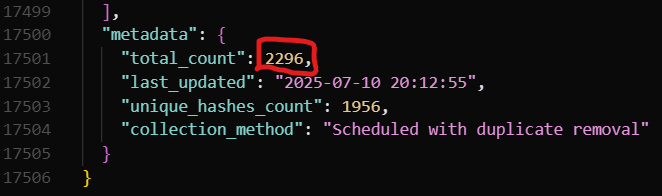 17499 ],
17500 "metadata": {
17501 "total_count": 2296,
17502 "last_updated": "2025-07-10 20:12:55",
17503 "unique_hashes_count": 1956,
17504 "collection_method": "Scheduled with duplicate removal"
17505 }
17506 }